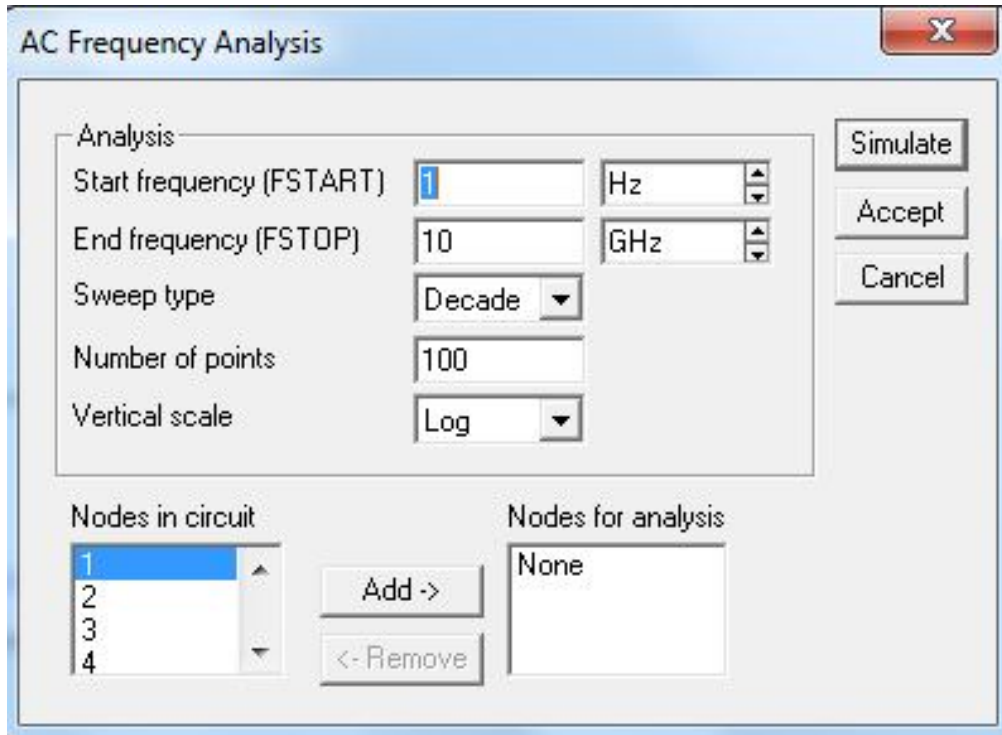 AC Frequency Analysis
Analysis
Start frequency (FSTART) 1 Hz
End frequency (FSTOP) 10 GHz
Sweep type Decade
Number of points 100
Vertical scale Log
Simulate
Accept
Cancel
Nodes in circuit
1
2
3
4
Add ->
<- Remove
Nodes for analysis
None